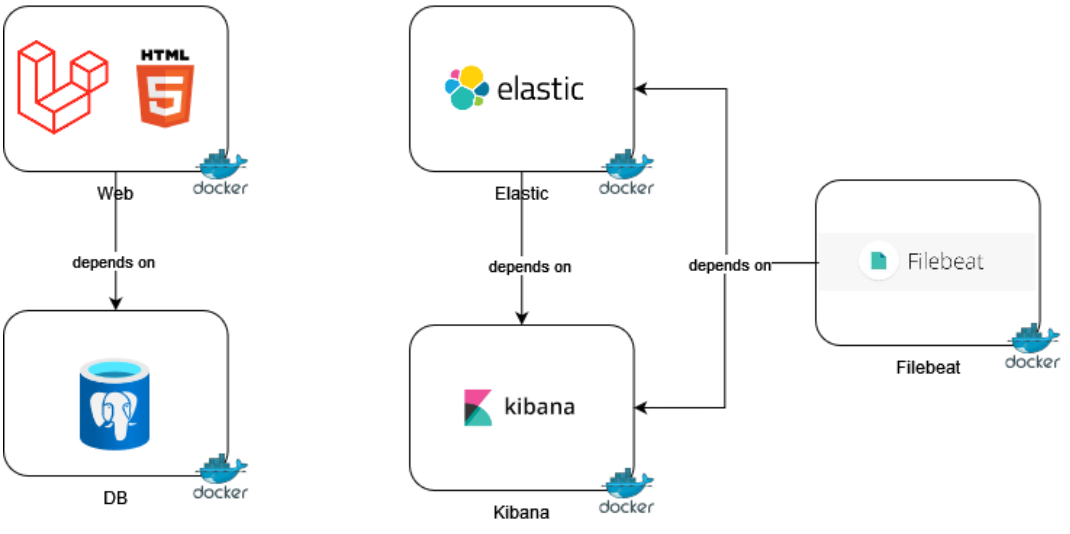 HTML
5
docker
Web
depends on
docker
DB
elastic
docker
Elastic
depends on
kibana
docker
Kibana
depends on
Filebeat
docker
Filebeat